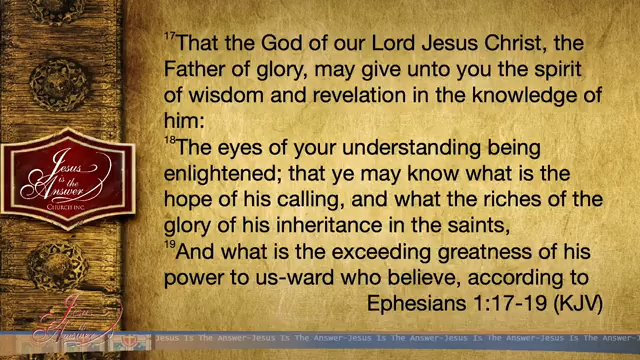 17That the God of our Lord Jesus Christ, the
Father of glory, may give unto you the spirit
of wisdom and revelation in the knowledge of
him:
18The eyes of your understanding being
enlightened; that ye may know what is the
hope of his calling, and what the riches of the
glory of his inheritance in the saints,
19And what is the exceeding greatness of his
power to us-ward who believe, according to
Ephesians 1:17-19 (KJV)
Jesus
is the
Answer
CHURCH INC.
Jesus
Answer
Jesus Is The Answer-Jesus Is The Answer-Jesus Is The Answer-Jesus Is The Answer-Jesus Is The Answer-